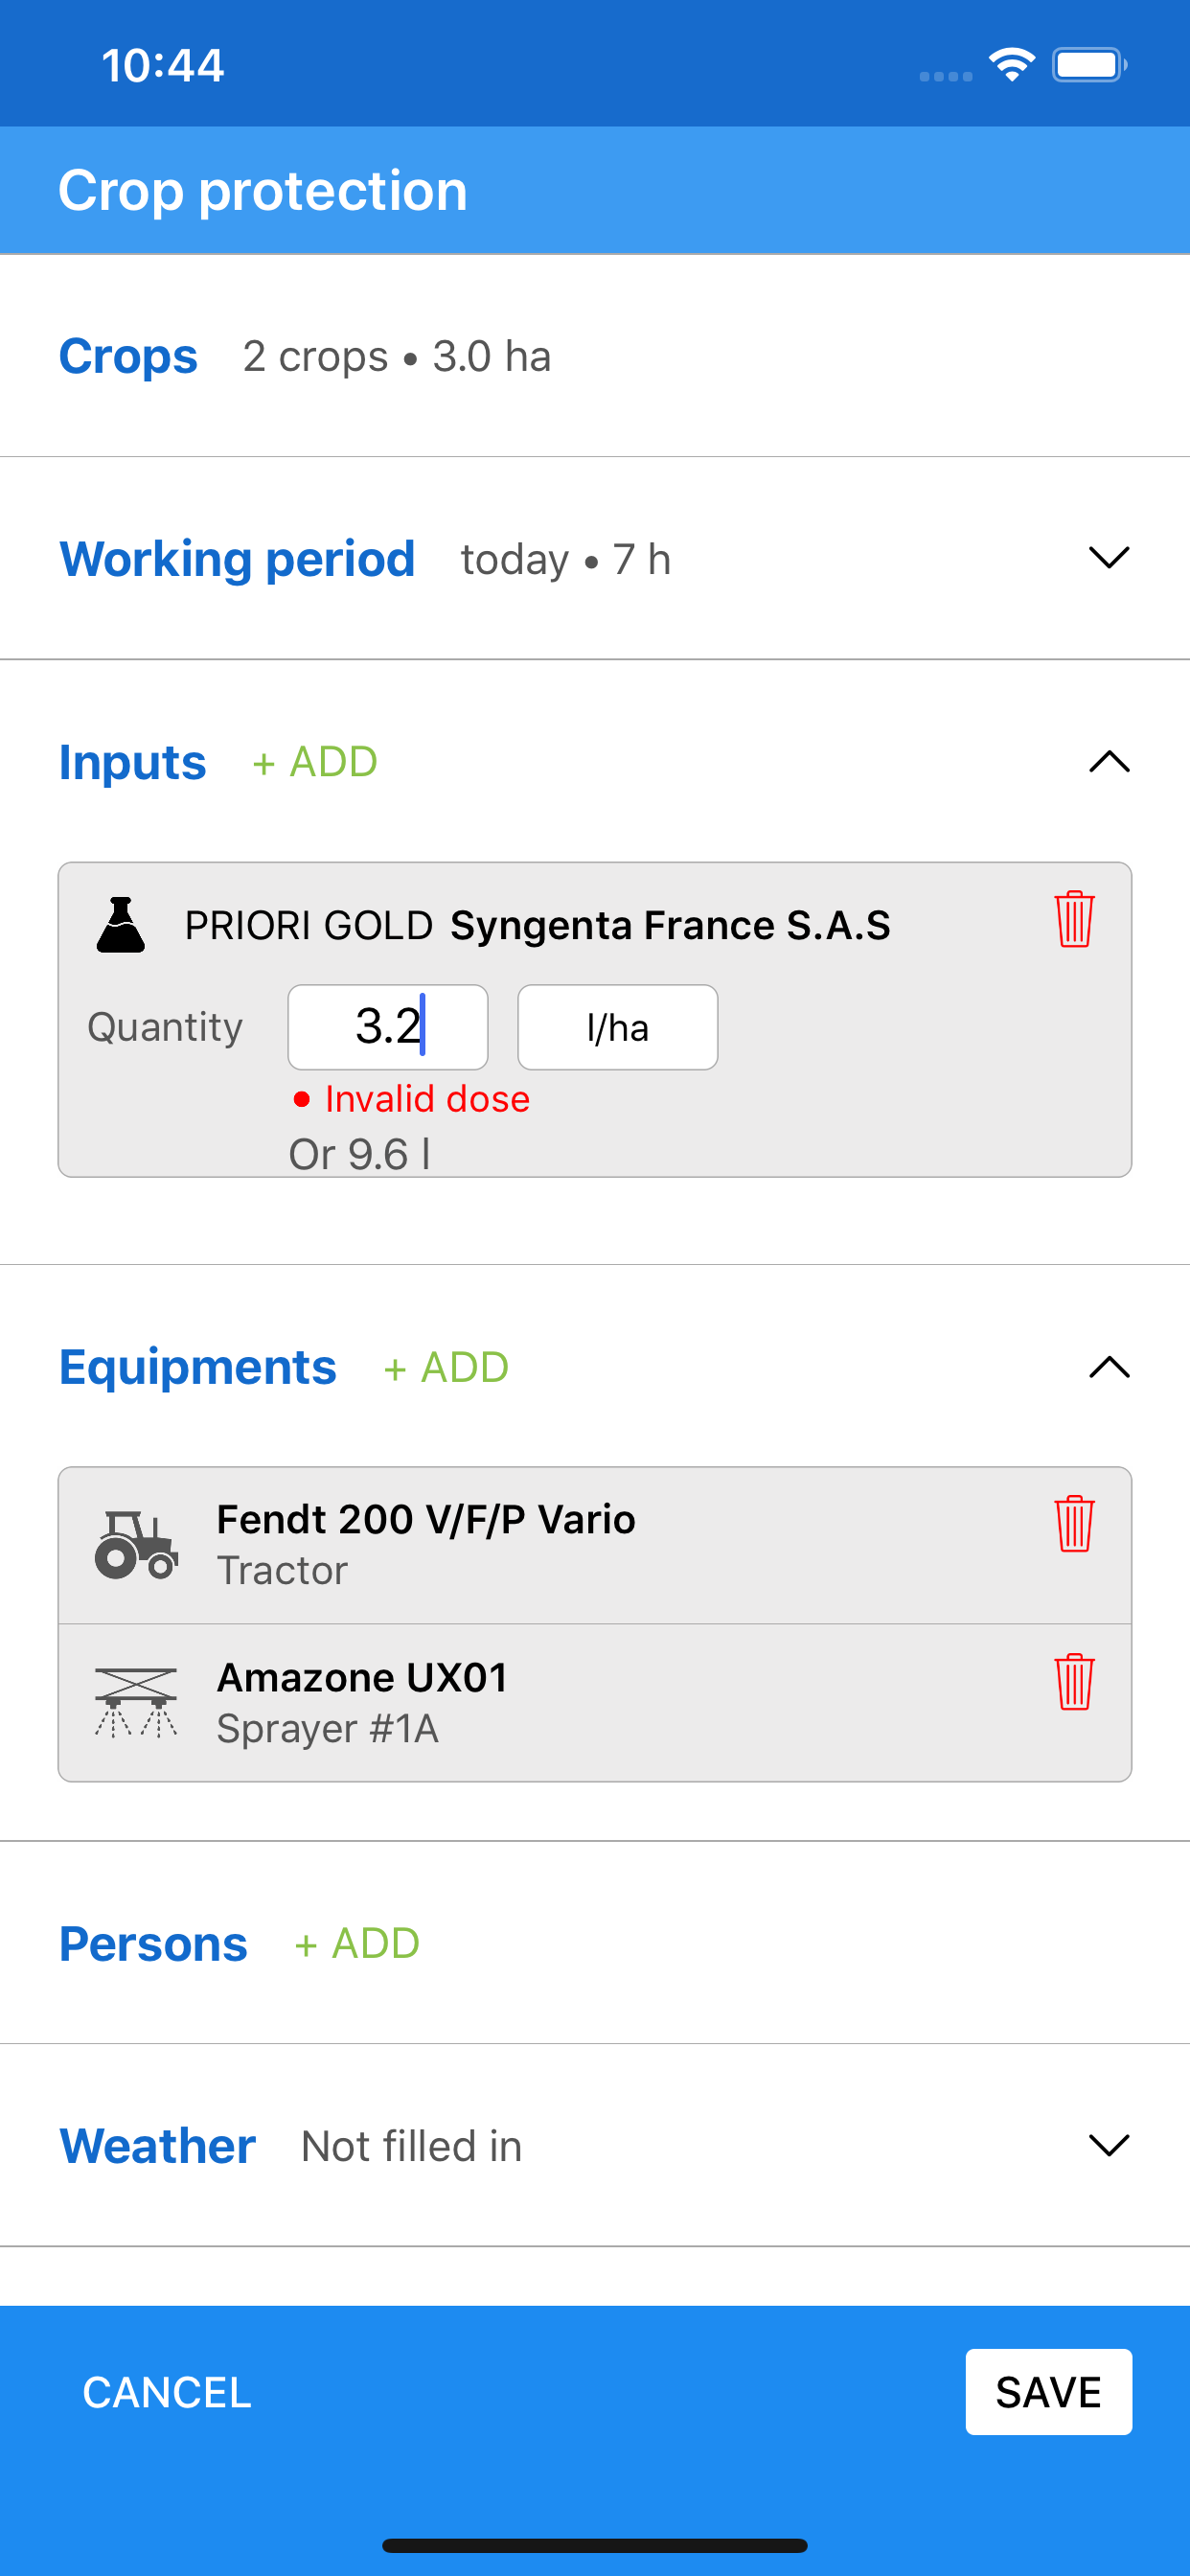 10:44
Crop protection
Crops 2 crops • 3.0 ha
Working period today • 7 h
Inputs + ADD
PRIORI GOLD Syngenta France S.A.S
Quantity 3.2 l/ha
• Invalid dose
Or 9.6 l
Equipments + ADD
Fendt 200 V/F/P Vario
Tractor
Amazone UX01
Sprayer #1A
Persons + ADD
Weather Not filled in
CANCEL SAVE